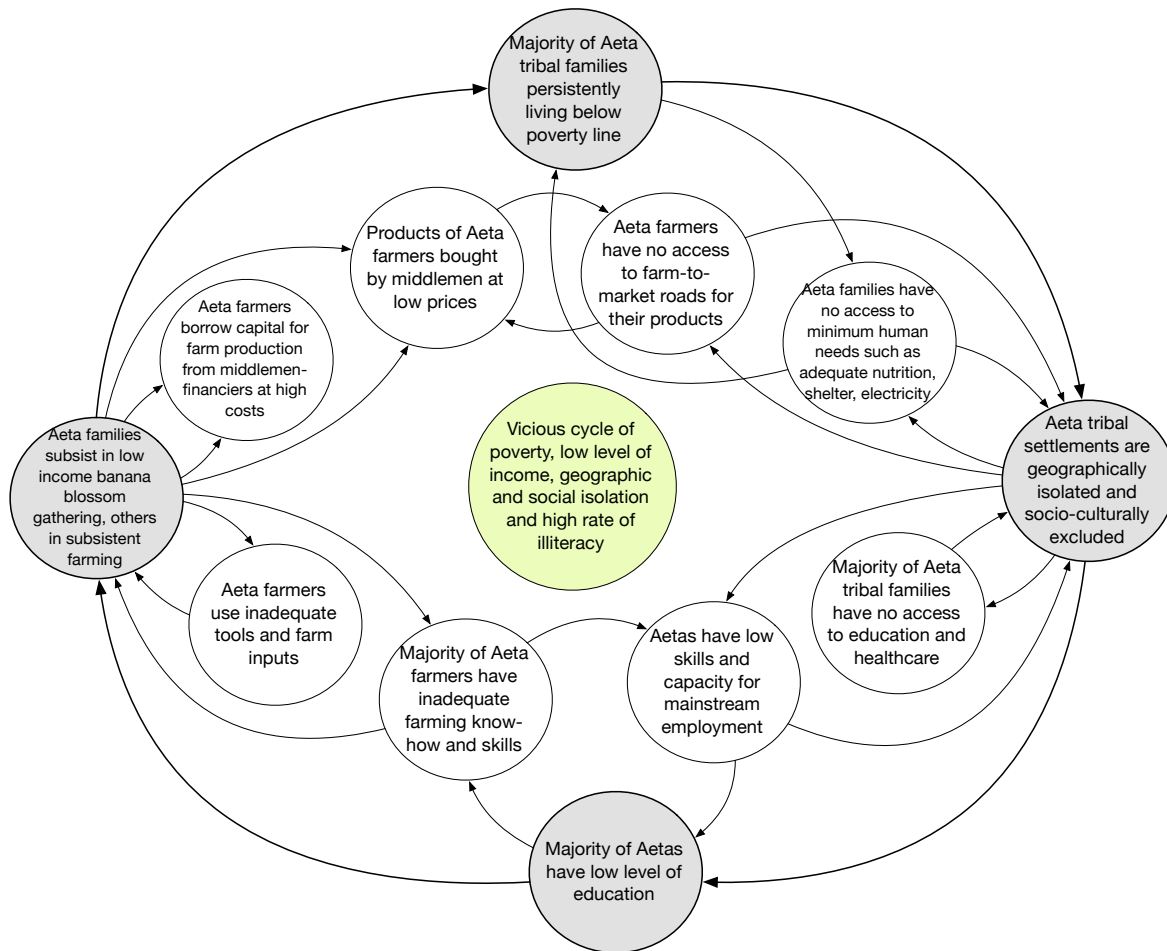 Majority of Aeta
tribal families
persistently
living below
poverty line
Products of Aeta
farmers bought
by middlemen at
low prices
Aeta farmers
have no access
to farm-to-
market roads for
their products
Aeta families have
no access to
minimum human
needs such as
adequate nutrition,
shelter, electricity
Aeta farmers
borrow capital for
farm production
from middlemen-
financiers at high
costs
Vicious cycle of
poverty, low level of
income, geographic
and social isolation
and high rate of
illiteracy
Aeta families
subsist in low
income banana
blossom
gathering, others
in subsistent
farming
Aeta tribal
settlements are
geographically
isolated and
socio-culturally
excluded
Aeta farmers
use inadequate
tools and farm
inputs
Majority of Aeta
farmers have
inadequate
farming know-
how and skills
Aetas have low
skills and
capacity for
mainstream
employment
Majority of Aeta
tribal families
have no access
to education and
healthcare
Majority of Aetas
have low level of
education